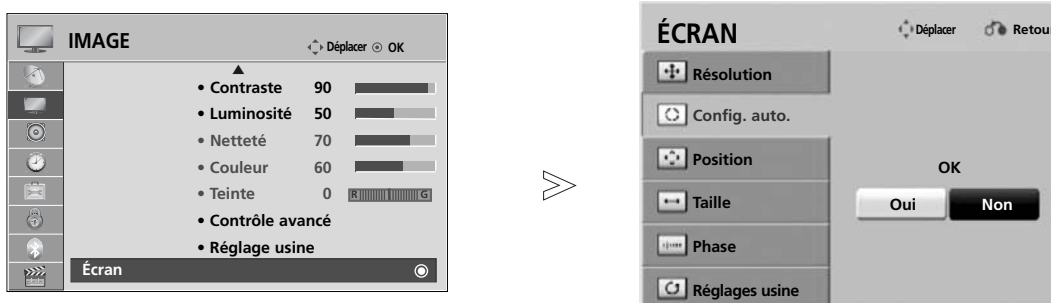 IMAGE
Déplacer OK
• Contraste 90
• Luminosité 50
• Netteté 70
• Couleur 60
• Teinte 0 R G
• Contrôle avancé
• Réglage usine
Écran
ÉCRAN
Déplacer Retour
Résolution
Config. auto.
Position
Taille
Phase
Réglages usine
OK
Oui Non